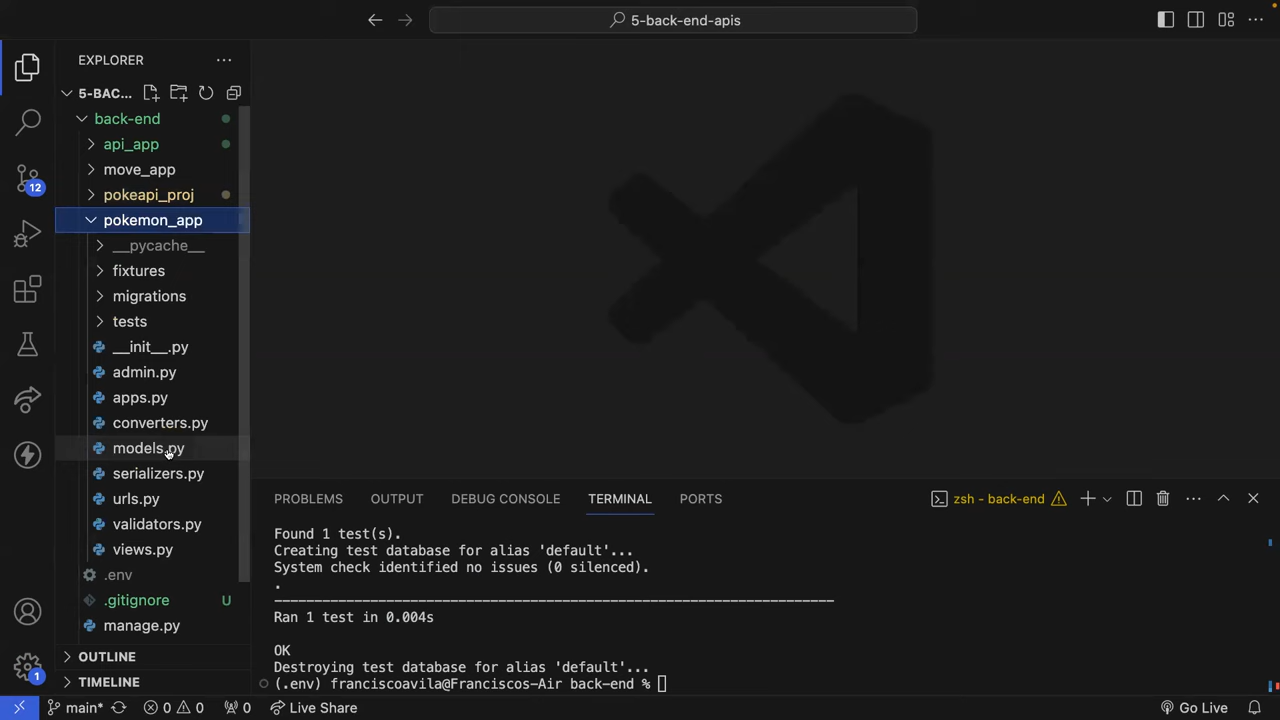 5-back-end-apis
EXPLORER
5-BAC...
back-end
api_app
move_app
12
pokeapi_proj
pokemon_app
__pycache__
fixtures
migrations
tests
__init__.py
admin.py
apps.py
converters.py
models.py
serializers.py
urls.py
validators.py
views.py
.env
.gitignore U
manage.py
OUTLINE
1
TIMELINE
PROBLEMS OUTPUT DEBUG CONSOLE TERMINAL PORTS zsh - back-end
Found 1 test(s).
Creating test database for alias 'default'...
System check identified no issues (0 silenced).
.
----------------------------------------------------------------------
Ran 1 test in 0.004s
OK
Destroying test database for alias 'default'...
(.env) franciscoavila@Franciscos-Air back-end %
main* 0 0 0 Live Share Go Live